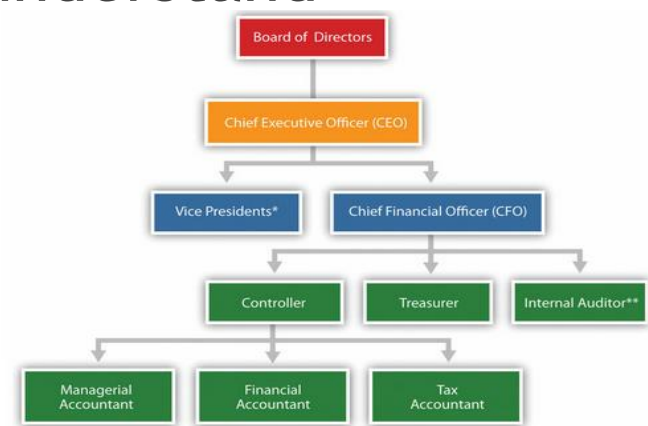 Board of Directors
Chief Executive Officer (CEO)
Vice Presidents*
Chief Financial Officer (CFO)
Controller
Treasurer
Internal Auditor**
Managerial
Accountant
Financial
Accountant
Tax
Accountant